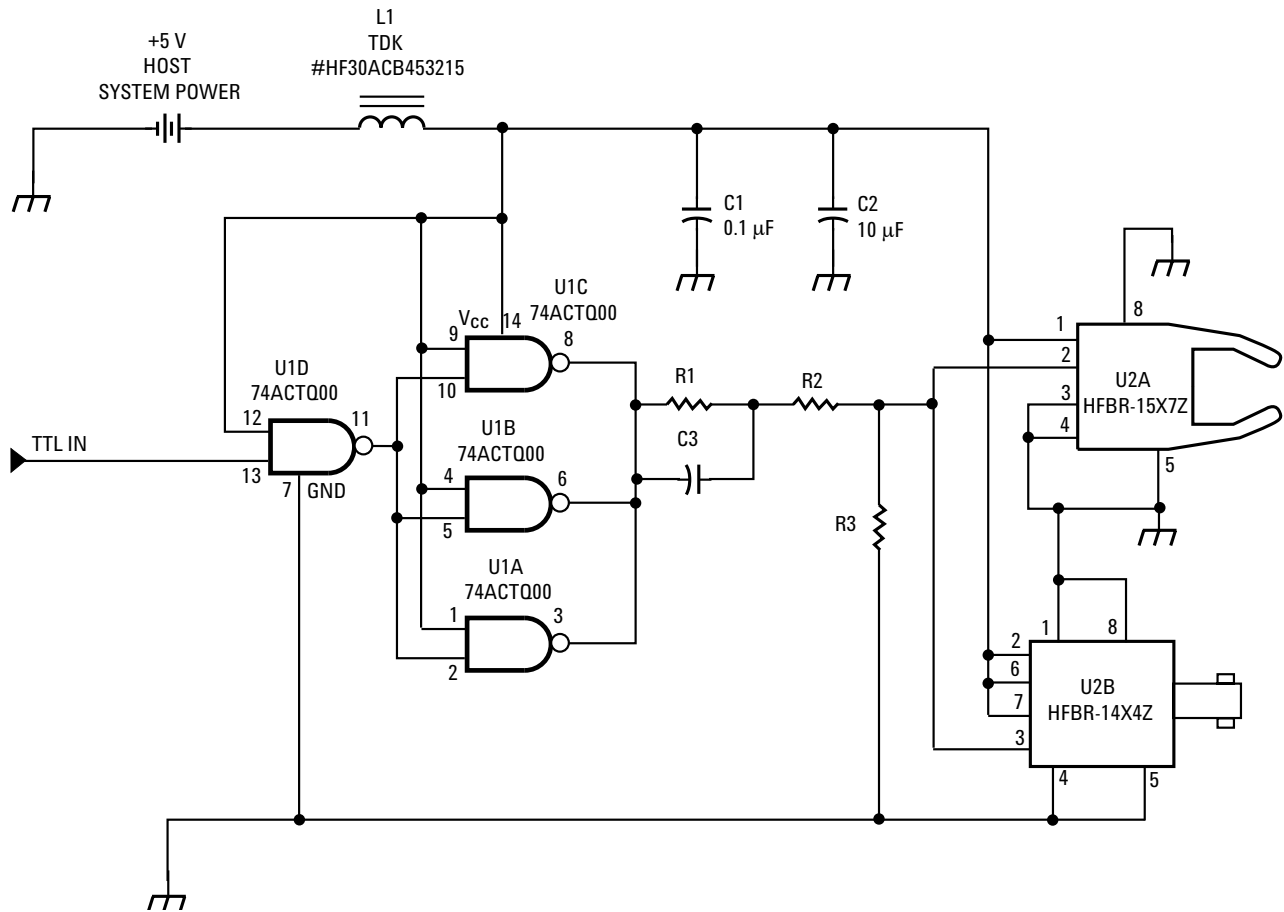 +5 V
HOST
SYSTEM POWER
L1
TDK
#HF30ACB453215
C1
0.1 μF
C2
10 μF
U1C
74ACTQ00
Vcc
14
9
10
8
U1D
74ACTQ00
12
13
11
7
GND
TTL IN
U1B
74ACTQ00
4
5
6
U1A
74ACTQ00
1
2
3
R1
R2
C3
R3
8
1
2
3
4
5
U2A
HFBR-15X7Z
1
8
2
6
7
3
4
5
U2B
HFBR-14X4Z